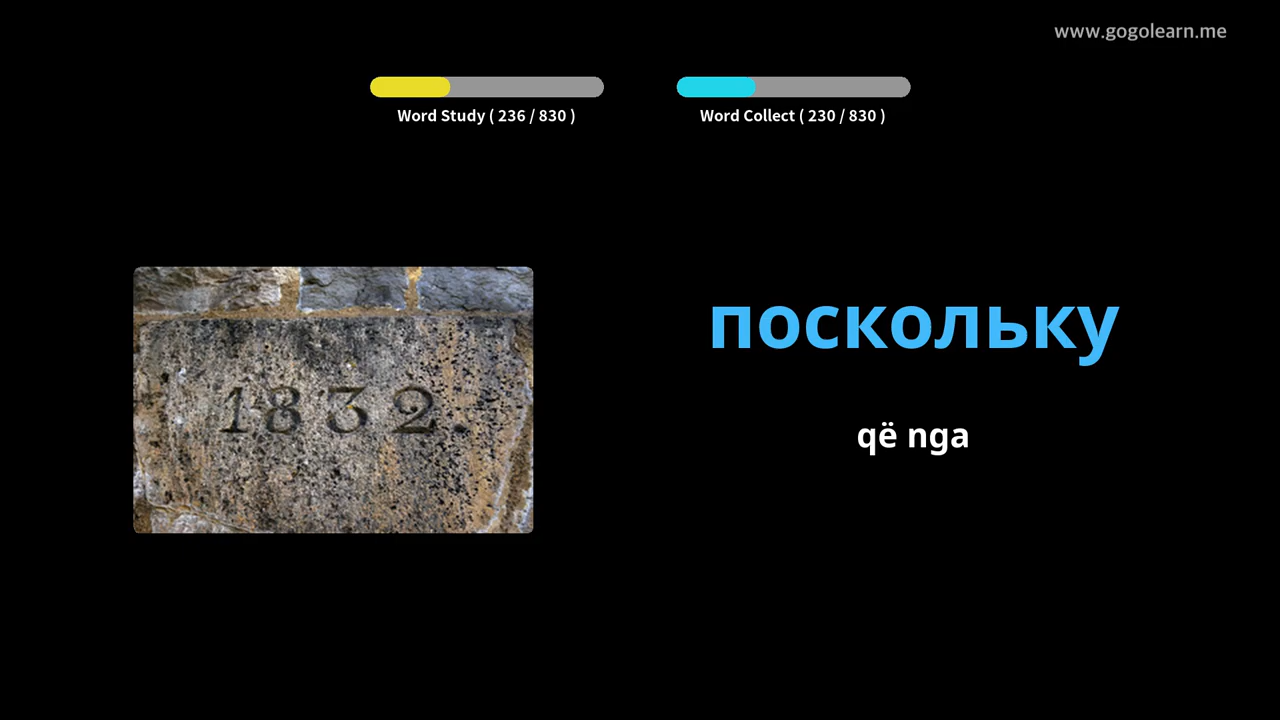 www.gogolearn.me
Word Study ( 236 / 830 )
Word Collect ( 230 / 830 )
1832.
поскольку
që nga